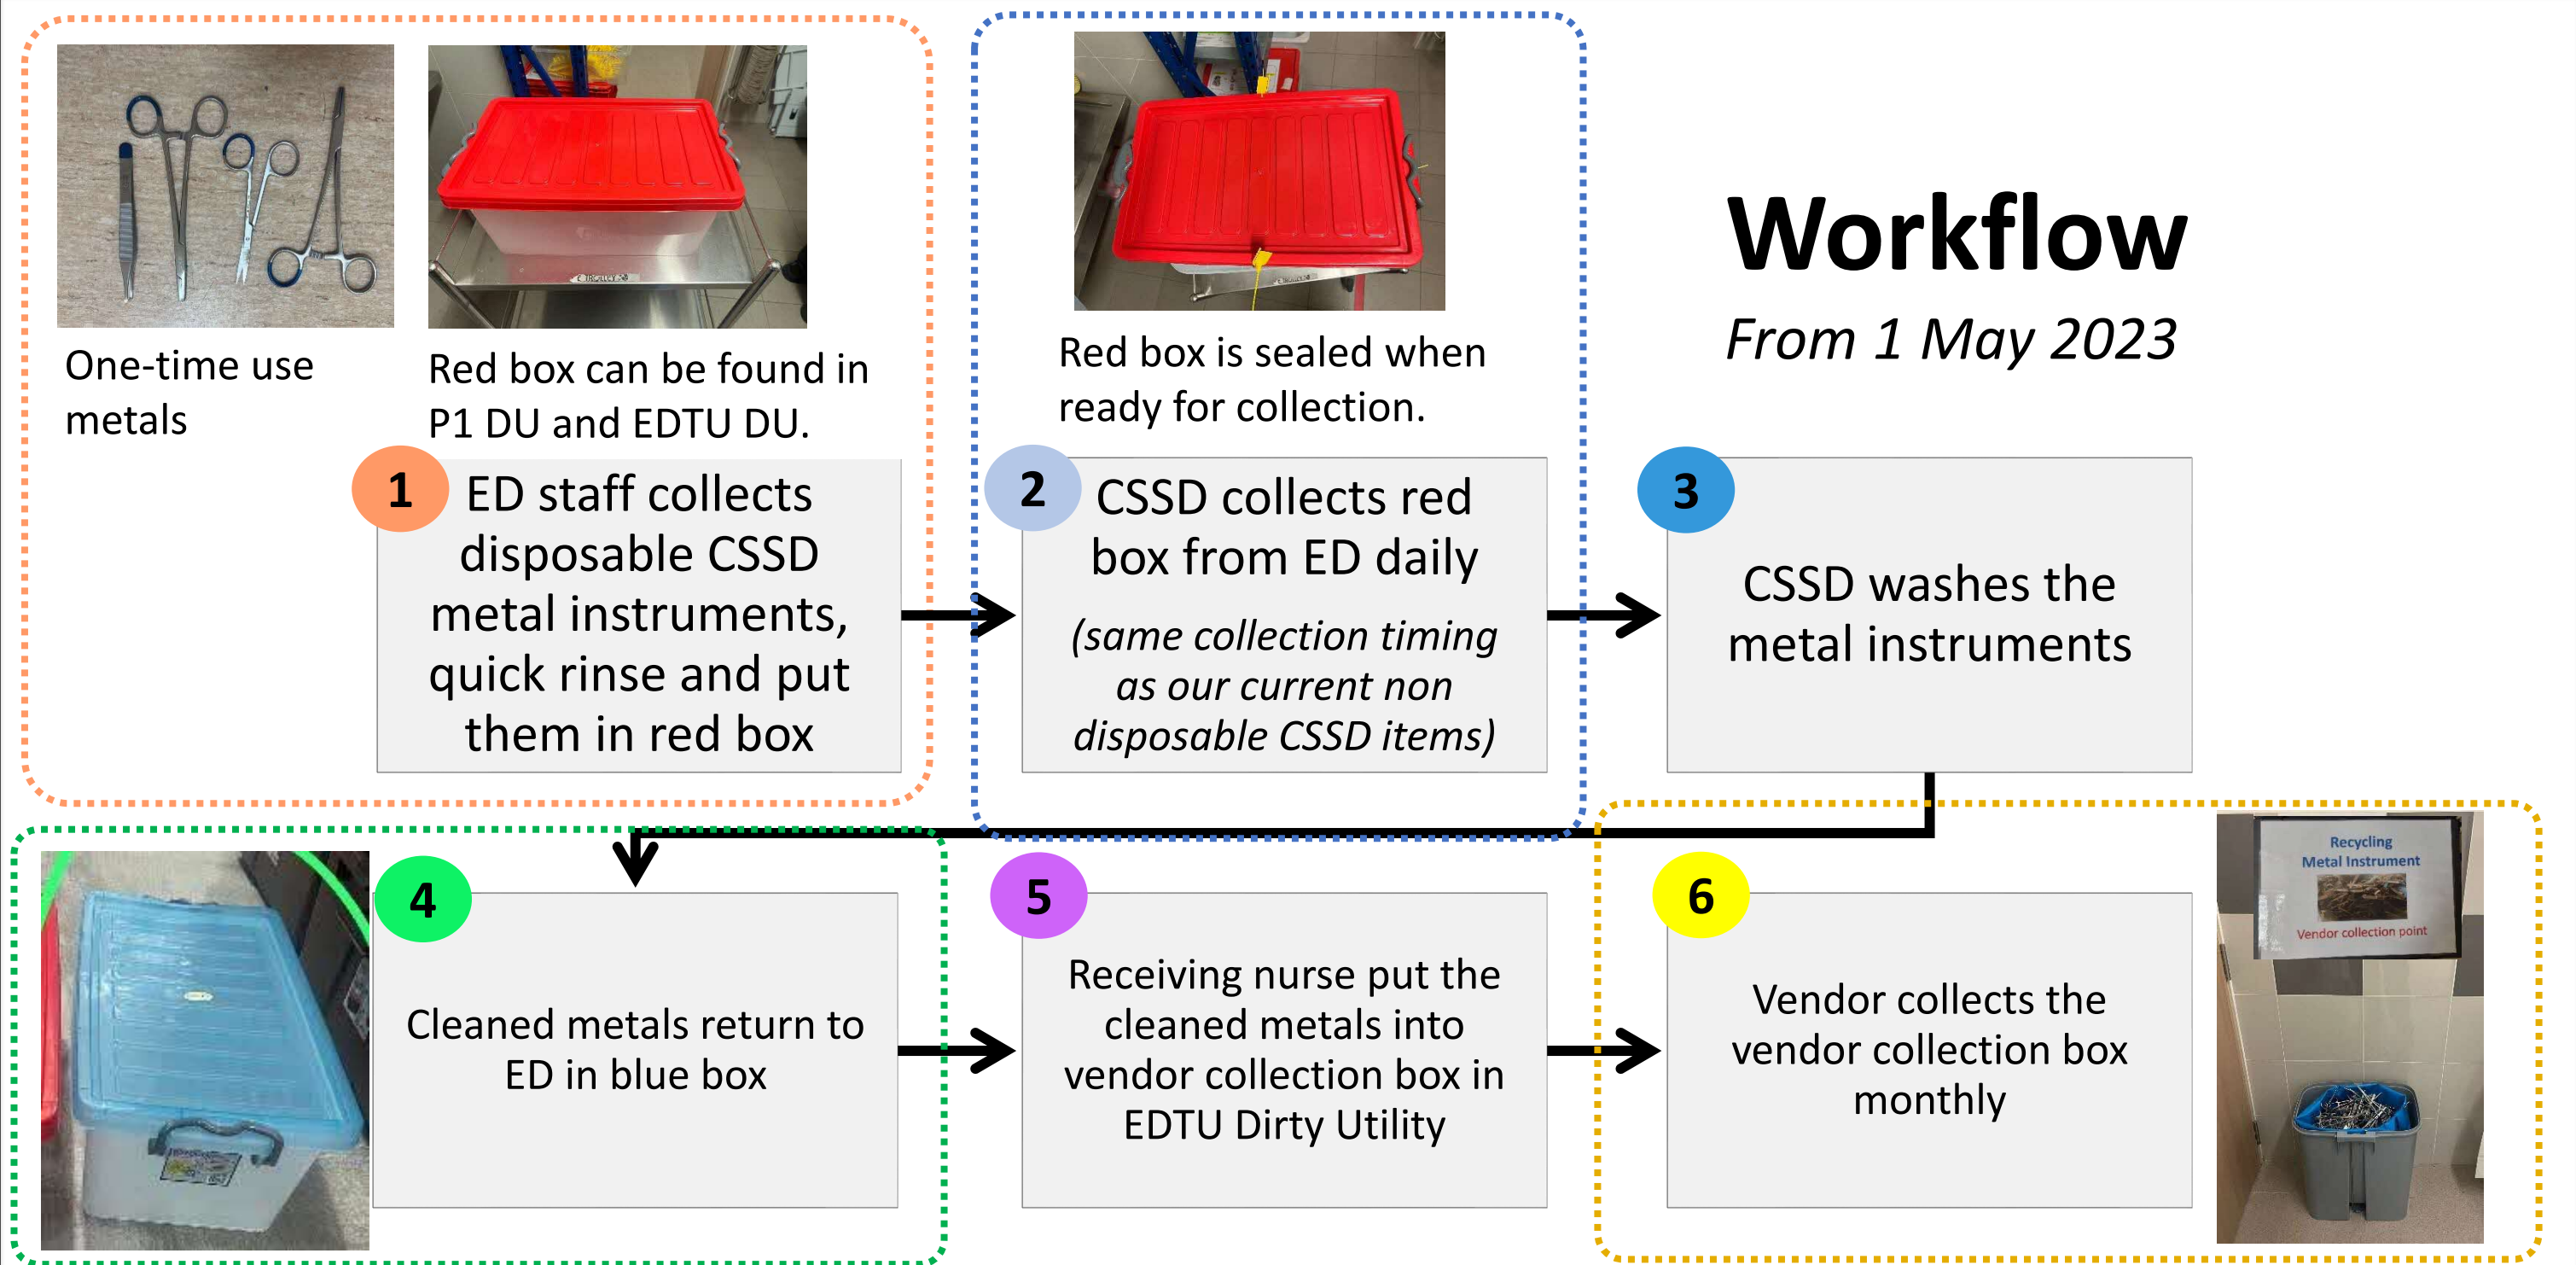 Workflow
From 1 May 2023
One-time use
metals
Red box can be found in
P1 DU and EDTU DU.
1
ED staff collects
disposable CSSD
metal instruments,
quick rinse and put
them in red box
Red box is sealed when
ready for collection.
2
CSSD collects red
box from ED daily
(same collection timing
as our current non
disposable CSSD items)
3
CSSD washes the
metal instruments
4
Cleaned metals return to
ED in blue box
5
Receiving nurse put the
cleaned metals into
vendor collection box in
EDTU Dirty Utility
6
Vendor collects the
vendor collection box
monthly
Recycling
Metal Instrument
Vendor collection point